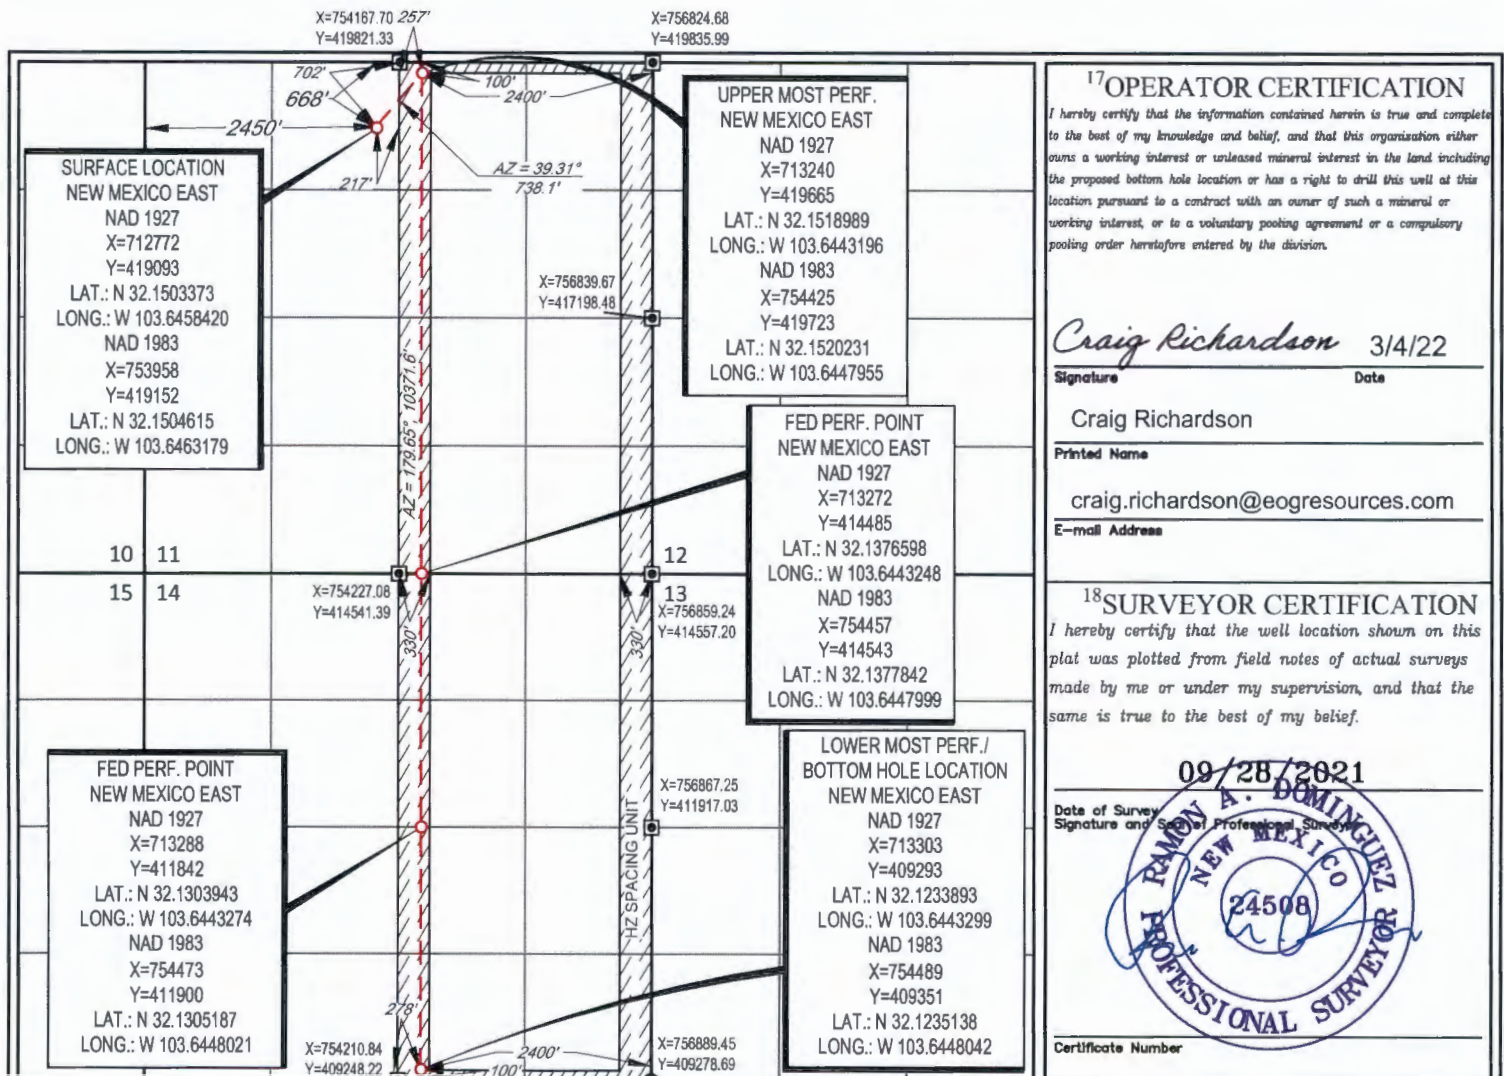 X=754167.70 257'
Y=419821.33
X=756824.68
Y=419835.99
702'
668'
2450'
217'
100'
2400'
AZ = 39.31°
738.1'
SURFACE LOCATION
NEW MEXICO EAST
NAD 1927
X=712772
Y=419093
LAT.: N 32.1503373
LONG.: W 103.6458420
NAD 1983
X=753958
Y=419152
LAT.: N 32.1504615
LONG.: W 103.6463179
UPPER MOST PERF.
NEW MEXICO EAST
NAD 1927
X=713240
Y=419665
LAT.: N 32.1518989
LONG.: W 103.6443196
NAD 1983
X=754425
Y=419723
LAT.: N 32.1520231
LONG.: W 103.6447955
X=756839.67
Y=417198.48
AZ = 179.65°, 10371.6'
FED PERF. POINT
NEW MEXICO EAST
NAD 1927
X=713272
Y=414485
LAT.: N 32.1376598
LONG.: W 103.6443248
NAD 1983
X=754457
Y=414543
LAT.: N 32.1377842
LONG.: W 103.6447999
10 11
15 14
12
13
X=754227.08
Y=414541.39
330'
330'
X=756859.24
Y=414557.20
FED PERF. POINT
NEW MEXICO EAST
NAD 1927
X=713288
Y=411842
LAT.: N 32.1303943
LONG.: W 103.6443274
NAD 1983
X=754473
Y=411900
LAT.: N 32.1305187
LONG.: W 103.6448021
X=756867.25
Y=411917.03
HZ SPACING UNIT
LOWER MOST PERF./
BOTTOM HOLE LOCATION
NEW MEXICO EAST
NAD 1927
X=713303
Y=409293
LAT.: N 32.1233893
LONG.: W 103.6443299
NAD 1983
X=754489
Y=409351
LAT.: N 32.1235138
LONG.: W 103.6448042
278'
X=754210.84
Y=409248.22
2400'
100'
X=756889.45
Y=409278.69
17OPERATOR CERTIFICATION
I hereby certify that the information contained herein is true and complete
to the best of my knowledge and belief, and that this organization either
owns a working interest or unleased mineral interest in the land including
the proposed bottom hole location or has a right to drill this well at this
location pursuant to a contract with an owner of such a mineral or
working interest, or to a voluntary pooling agreement or a compulsory
pooling order heretofore entered by the division.
Craig Richardson 3/4/22
Signature Date
Craig Richardson
Printed Name
craig.richardson@eogresources.com
E-mail Address
18SURVEYOR CERTIFICATION
I hereby certify that the well location shown on this
plat was plotted from field notes of actual surveys
made by me or under my supervision, and that the
same is true to the best of my belief.
09/28/2021
Date of Survey
Signature and Seal of Professional Surveyor
RAMON A. DOMINGUEZ
NEW MEXICO
24508
PROFESSIONAL SURVEYOR
Certificate Number